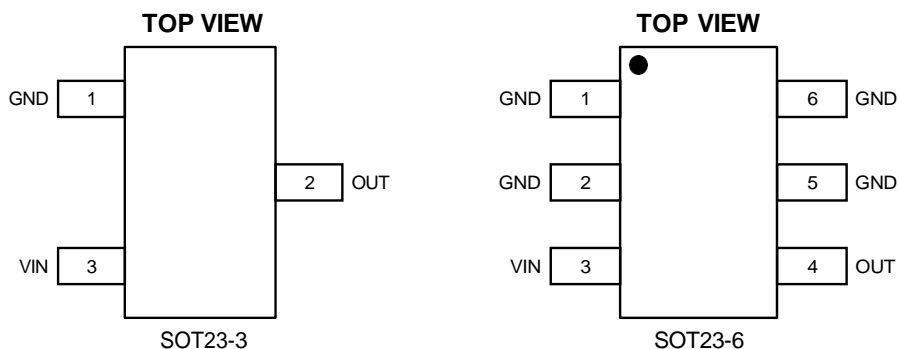 TOP VIEW
GND 1
2 OUT
VIN 3
SOT23-3
TOP VIEW
GND 1
6 GND
GND 2
5 GND
VIN 3
4 OUT
SOT23-6